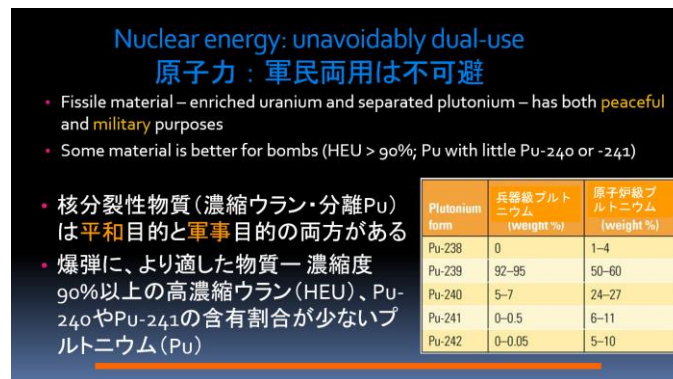 Nuclear energy: unavoidably dual-use
原子力：軍民両用は不可避
• Fissile material – enriched uranium and separated plutonium – has both peaceful
and military purposes
• Some material is better for bombs (HEU > 90%; Pu with little Pu-240 or -241)
• 核分裂性物質（濃縮ウラン・分離Pu）
は平和目的と軍事目的の両方がある
• 爆弾に、より適した物質ー 濃縮度
90%以上の高濃縮ウラン（HEU）、Pu-
240やPu-241の含有割合が少ないプ
ルトニウム（Pu）
Plutonium form 兵器級プルトニウム (weight %) 原子炉級プルトニウム (weight %)
Pu-238 0 1–4
Pu-239 92–95 50–60
Pu-240 5–7 24–27
Pu-241 0–0.5 6–11
Pu-242 0–0.05 5–10